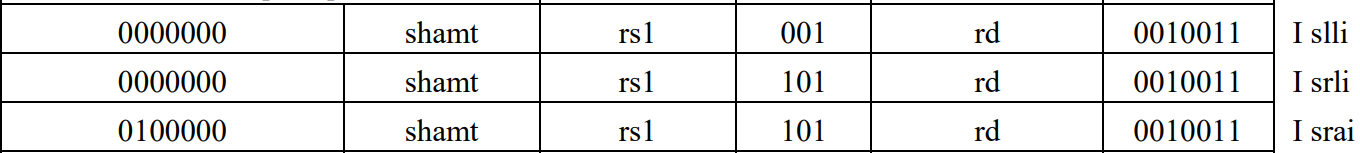 0000000 shamt rs1 001 rd 0010011 I slli
0000000 shamt rs1 101 rd 0010011 I srli
0100000 shamt rs1 101 rd 0010011 I srai